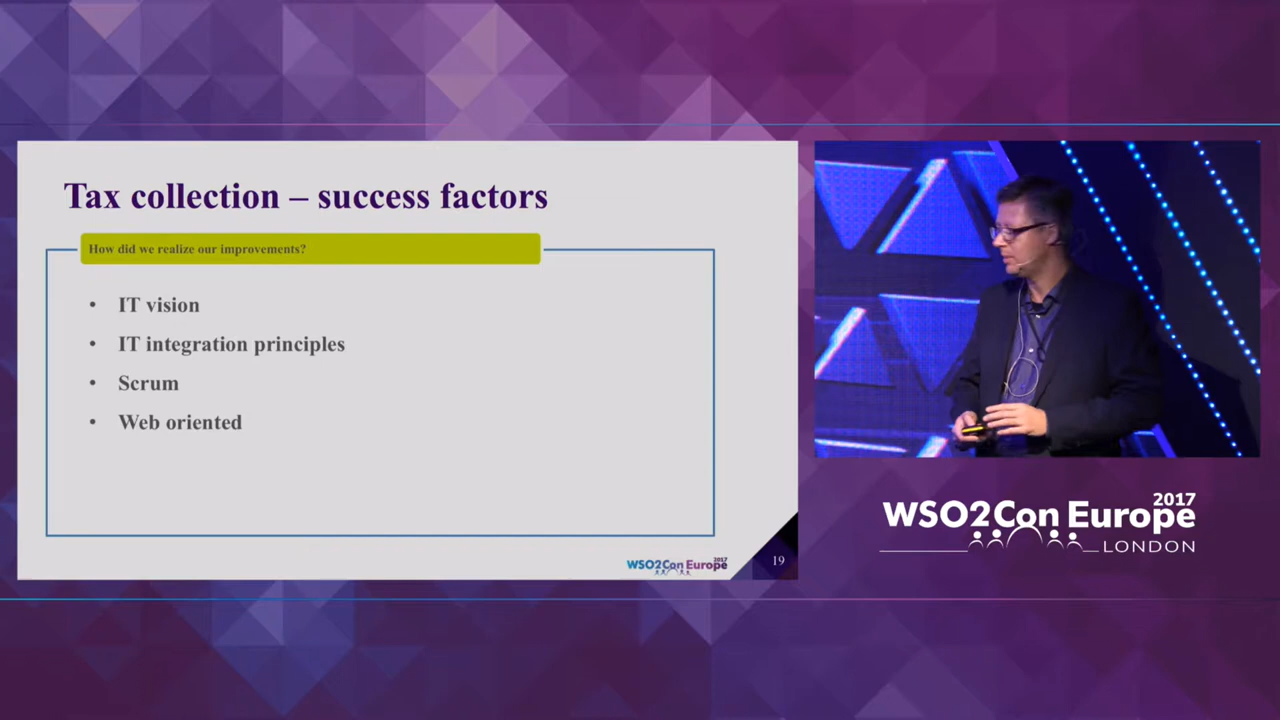 Tax collection – success factors
How did we realize our improvements?
• IT vision
• IT integration principles
• Scrum
• Web oriented
WSO2Con Europe 2017
19
WSO2Con Europe 2017
LONDON